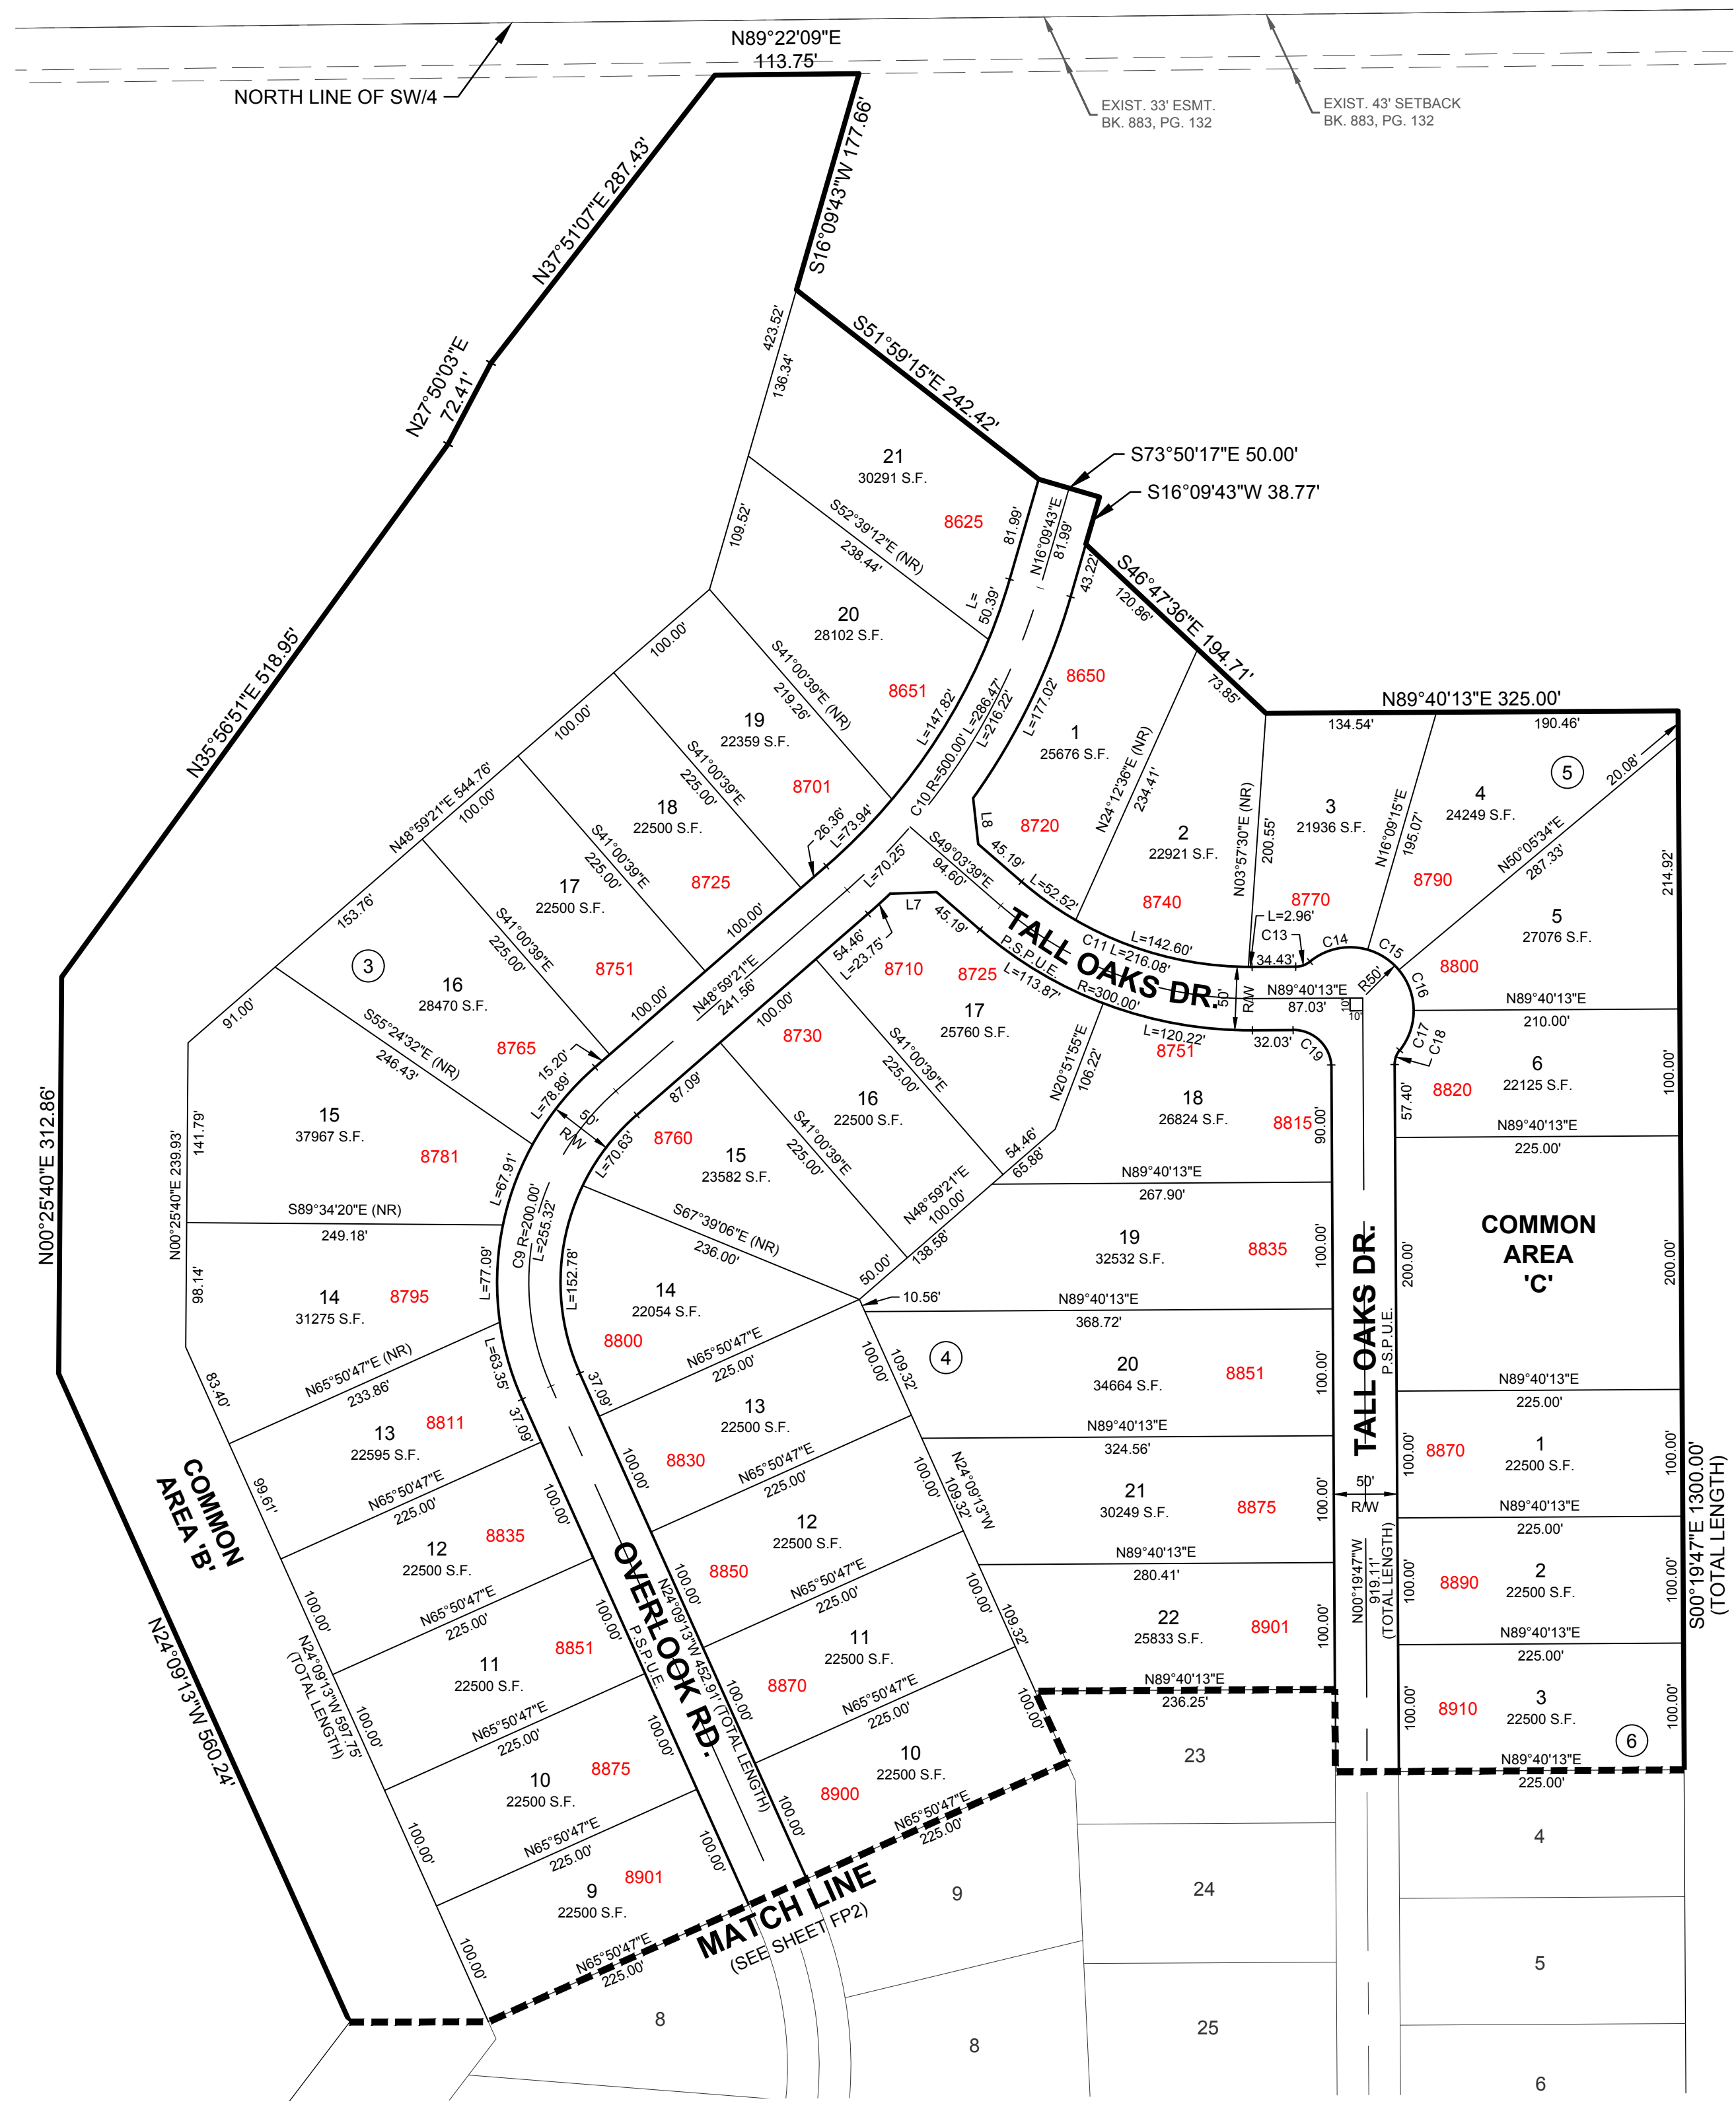 N89°22'09"E
113.75'
NORTH LINE OF SW/4
EXIST. 33' ESMT.
BK. 883, PG. 132
EXIST. 43' SETBACK
BK. 883, PG. 132
S16°09'43"W 177.66'
N37°51'07"E 287.43'
N27°50'03"E
72.41'
N35°56'51"E 518.95'
N00°25'40"E 312.86'
N24°09'13"W 560.24'
423.52'
136.34'
109.52'
S51°59'15"E 242.42'
S73°50'17"E 50.00'
S16°09'43"W 38.77'
S46°47'36"E 194.71'
120.86'
73.85'
N89°40'13"E 325.00'
134.54'
190.46'
21
30291 S.F.
8625
S52°39'12"E (NR)
238.44'
81.99'
N16°09'43"E
81.99'
43.22'
L=
50.39'
20
28102 S.F.
8651
L=147.82'
C10 R=500.00' L=286.47'
L=216.22'
L=177.02'
8650
1
25676 S.F.
8720
L8
45.19'
L=52.52'
N24°12'36"E (NR)
234.41'
2
22921 S.F.
8740
N03°57'30"E (NR)
200.55'
3
21936 S.F.
8770
N16°09'15"E
195.07'
4
24249 S.F.
8790
5
20.08'
N50°05'34"E
287.33'
214.92'
5
27076 S.F.
8800
N89°40'13"E
210.00'
6
22125 S.F.
8820
100.00'
N89°40'13"E
225.00'
L=2.96'
C13
34.43'
C14
C15
C16
C17
C18
C19
R50'
10'
10'
57.40'
100.00'
S41°00'39"E (NR)
219.26'
19
22359 S.F.
8701
26.36'
L=73.94'
100.00'
S41°00'39"E
225.00'
18
22500 S.F.
8725
100.00'
N48°59'21"E 544.76'
100.00'
S41°00'39"E
225.00'
17
22500 S.F.
8751
100.00'
153.76'
S41°00'39"E
225.00'
3
16
28470 S.F.
8765
91.00'
S55°24'32"E (NR)
246.43'
100.00'
15.20'
L=78.89'
N48°59'21"E
241.56'
L=70.25'
S49°03'39"E
94.60'
L7
45.19'
L=23.75'
54.46'
TALL OAKS DR.
P.S.P.U.E.
C11 L=216.08'
R=300.00'
L=142.60'
L=113.87'
L=120.22'
50'
R/W
N89°40'13"E
87.03'
32.03'
8710
8725
17
25760 S.F.
S41°00'39"E
225.00'
N20°51'55"E
106.22'
8751
18
26824 S.F.
8815
90.00'
100.00'
8730
16
22500 S.F.
S41°00'39"E
225.00'
54.46'
65.88'
N48°59'21"E
100.00'
138.58'
50.00'
10.56'
87.09'
8760
15
23582 S.F.
L=70.63'
50'
R/W
S67°39'06"E (NR)
236.00'
15
37967 S.F.
8781
141.79'
N00°25'40"E 239.93'
L=67.91'
S89°34'20"E (NR)
249.18'
98.14'
14
31275 S.F.
8795
L=77.09'
C9 R=200.00'
L=255.32'
L=152.78'
14
22054 S.F.
8800
N65°50'47"E
225.00'
L=63.35'
N65°50'47"E (NR)
233.86'
83.40'
13
22595 S.F.
8811
37.09'
37.09'
N65°50'47"E
225.00'
99.61'
COMMON
AREA 'B'
12
22500 S.F.
8835
100.00'
N65°50'47"E
225.00'
100.00'
N24°09'13"W 597.75'
(TOTAL LENGTH)
11
22500 S.F.
8851
100.00'
N65°50'47"E
225.00'
100.00'
10
22500 S.F.
8875
100.00'
N65°50'47"E
225.00'
100.00'
9
22500 S.F.
8901
100.00'
N65°50'47"E
225.00'
100.00'
OVERLOOK RD.
P.S.P.U.E.
N24°09'13"W 452.91' (TOTAL LENGTH)
13
22500 S.F.
8830
100.00'
100.00'
N65°50'47"E
225.00'
12
22500 S.F.
8850
100.00'
100.00'
N65°50'47"E
225.00'
11
22500 S.F.
8870
100.00'
100.00'
N65°50'47"E
225.00'
10
22500 S.F.
8900
100.00'
100.00'
N65°50'47"E
225.00'
MATCH LINE
(SEE SHEET FP2)
4
N89°40'13"E
267.90'
19
32532 S.F.
8835
100.00'
N89°40'13"E
368.72'
109.32'
20
34664 S.F.
8851
100.00'
N89°40'13"E
324.56'
N24°09'13"W
109.32'
21
30249 S.F.
8875
100.00'
N89°40'13"E
280.41'
109.32'
22
25833 S.F.
8901
100.00'
N89°40'13"E
236.25'
TALL OAKS DR.
P.S.P.U.E.
50'
R/W
N00°19'47"W
919.11'
(TOTAL LENGTH)
200.00'
COMMON
AREA
'C'
200.00'
N89°40'13"E
225.00'
100.00'
8870
1
22500 S.F.
100.00'
N89°40'13"E
225.00'
100.00'
8890
2
22500 S.F.
100.00'
N89°40'13"E
225.00'
100.00'
8910
3
22500 S.F.
100.00'
6
N89°40'13"E
225.00'
S00°19'47"E 1300.00'
(TOTAL LENGTH)
23
24
25
4
5
6
9
8
8